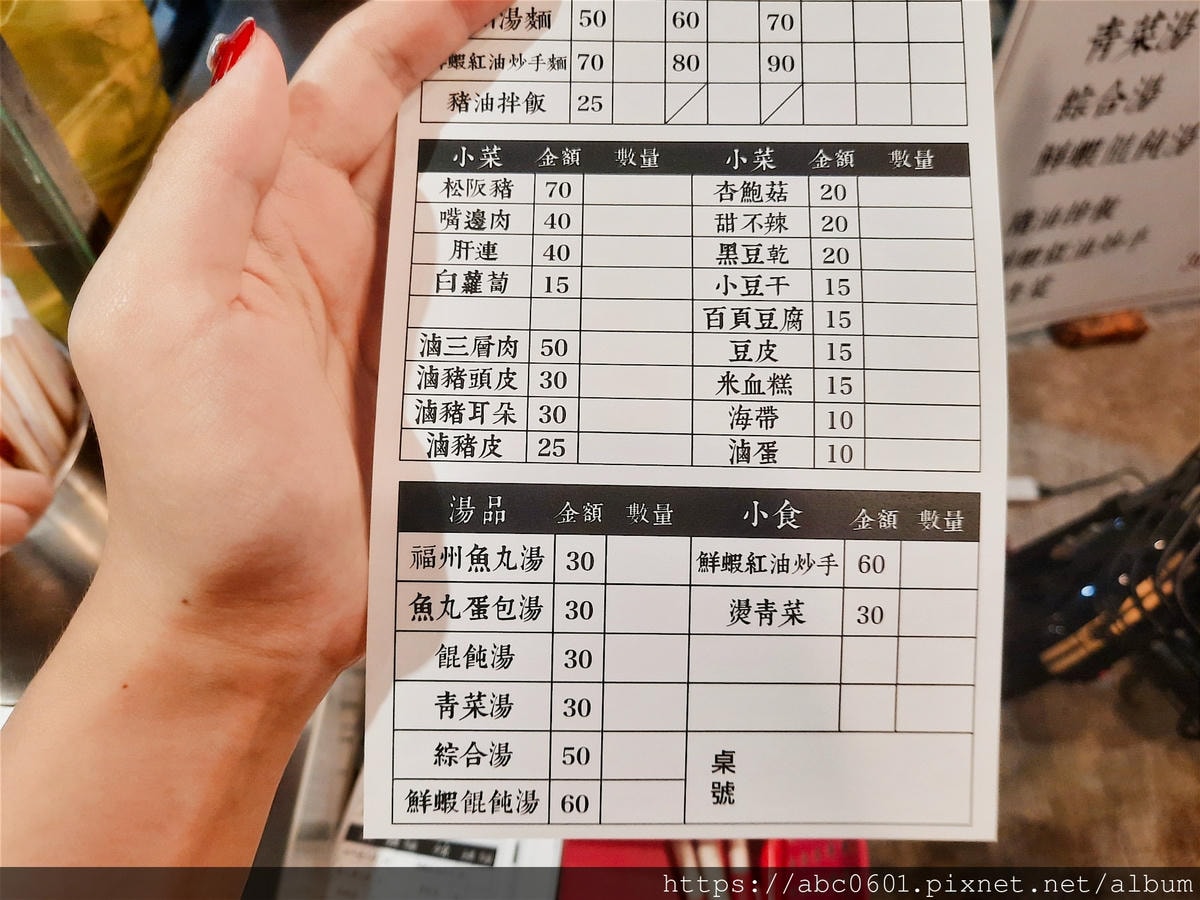 湯麵 50 60 70
蝦紅油炒手麵 70 80 90
豬油拌飯 25
小菜 金額 數量 小菜 金額 數量
松阪豬 70 杏鮑菇 20
嘴邊肉 40 甜不辣 20
肝連 40 黑豆乾 20
白蘿蔔 15 小豆干 15
百頁豆腐 15
滷三層肉 50 豆皮 15
滷豬頭皮 30 米血糕 15
滷豬耳朵 30 海帶 10
滷豬皮 25 滷蛋 10
湯品 金額 數量 小食 金額 數量
福州魚丸湯 30 鮮蝦紅油炒手 60
魚丸蛋包湯 30 燙青菜 30
餛飩湯 30
青菜湯 30
綜合湯 50
鮮蝦餛飩湯 60
桌號
青菜湯
綜合湯
鮮蝦餛飩湯
豬油拌飯
https://abc0601.pixnet.net/album